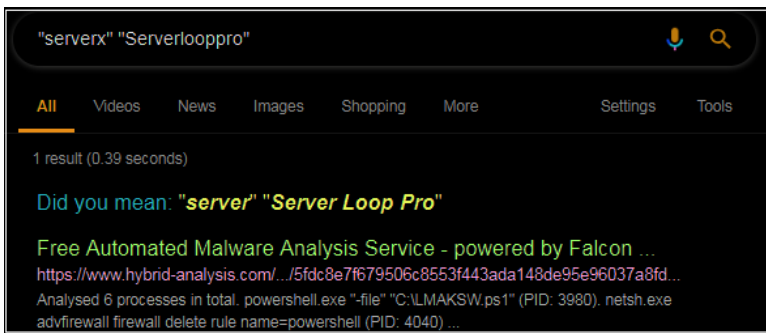 "serverx" "Serverlooppro"
All Videos News Images Shopping More Settings Tools
1 result (0.39 seconds)
Did you mean: "server" "Server Loop Pro"
Free Automated Malware Analysis Service - powered by Falcon ...
https://www.hybrid-analysis.com/.../5fdc8e7f679506c8553f443ada148de95e96037a8fd...
Analysed 6 processes in total. powershell.exe "-file" "C:\LMAKSW.ps1" (PID: 3980). netsh.exe
advfirewall firewall delete rule name=powershell (PID: 4040) ...